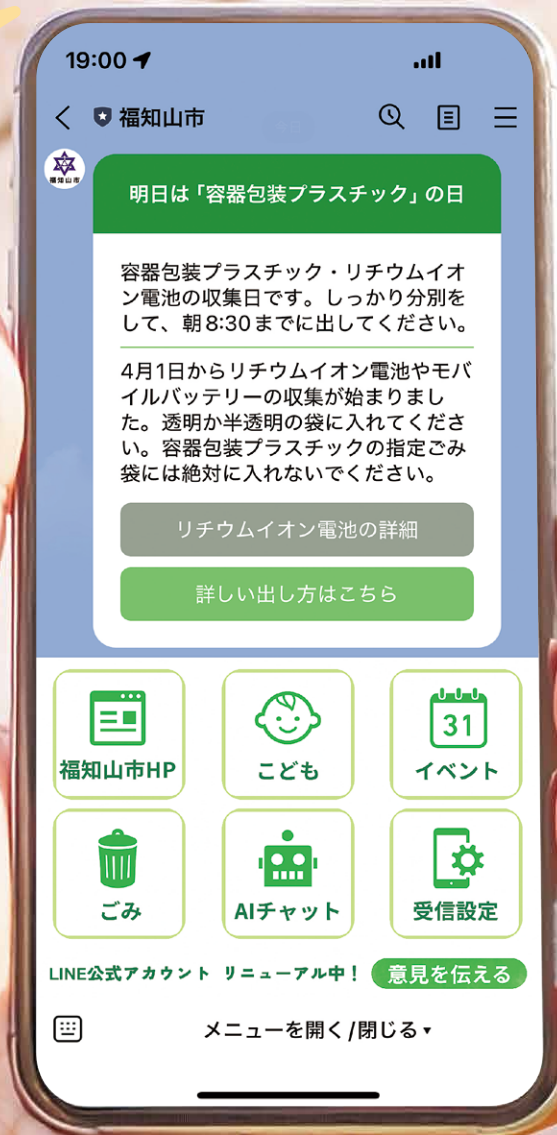 19:00
福知山市
福知山市
明日は「容器包装プラスチック」の日
容器包装プラスチック・リチウムイオ
ン電池の収集日です。しっかり分別を
して、朝8:30までに出してください。
4月1日からリチウムイオン電池やモバ
イルバッテリーの収集が始まりまし
た。透明か半透明の袋に入れてくださ
い。容器包装プラスチックの指定ごみ
袋には絶対に入れないでください。
リチウムイオン電池の詳細
詳しい出し方はこちら
31
福知山市HP
こども
イベント
ごみ
AIチャット
受信設定
LINE公式アカウント リニューアル中！ 意見を伝える
メニューを開く/閉じる▾